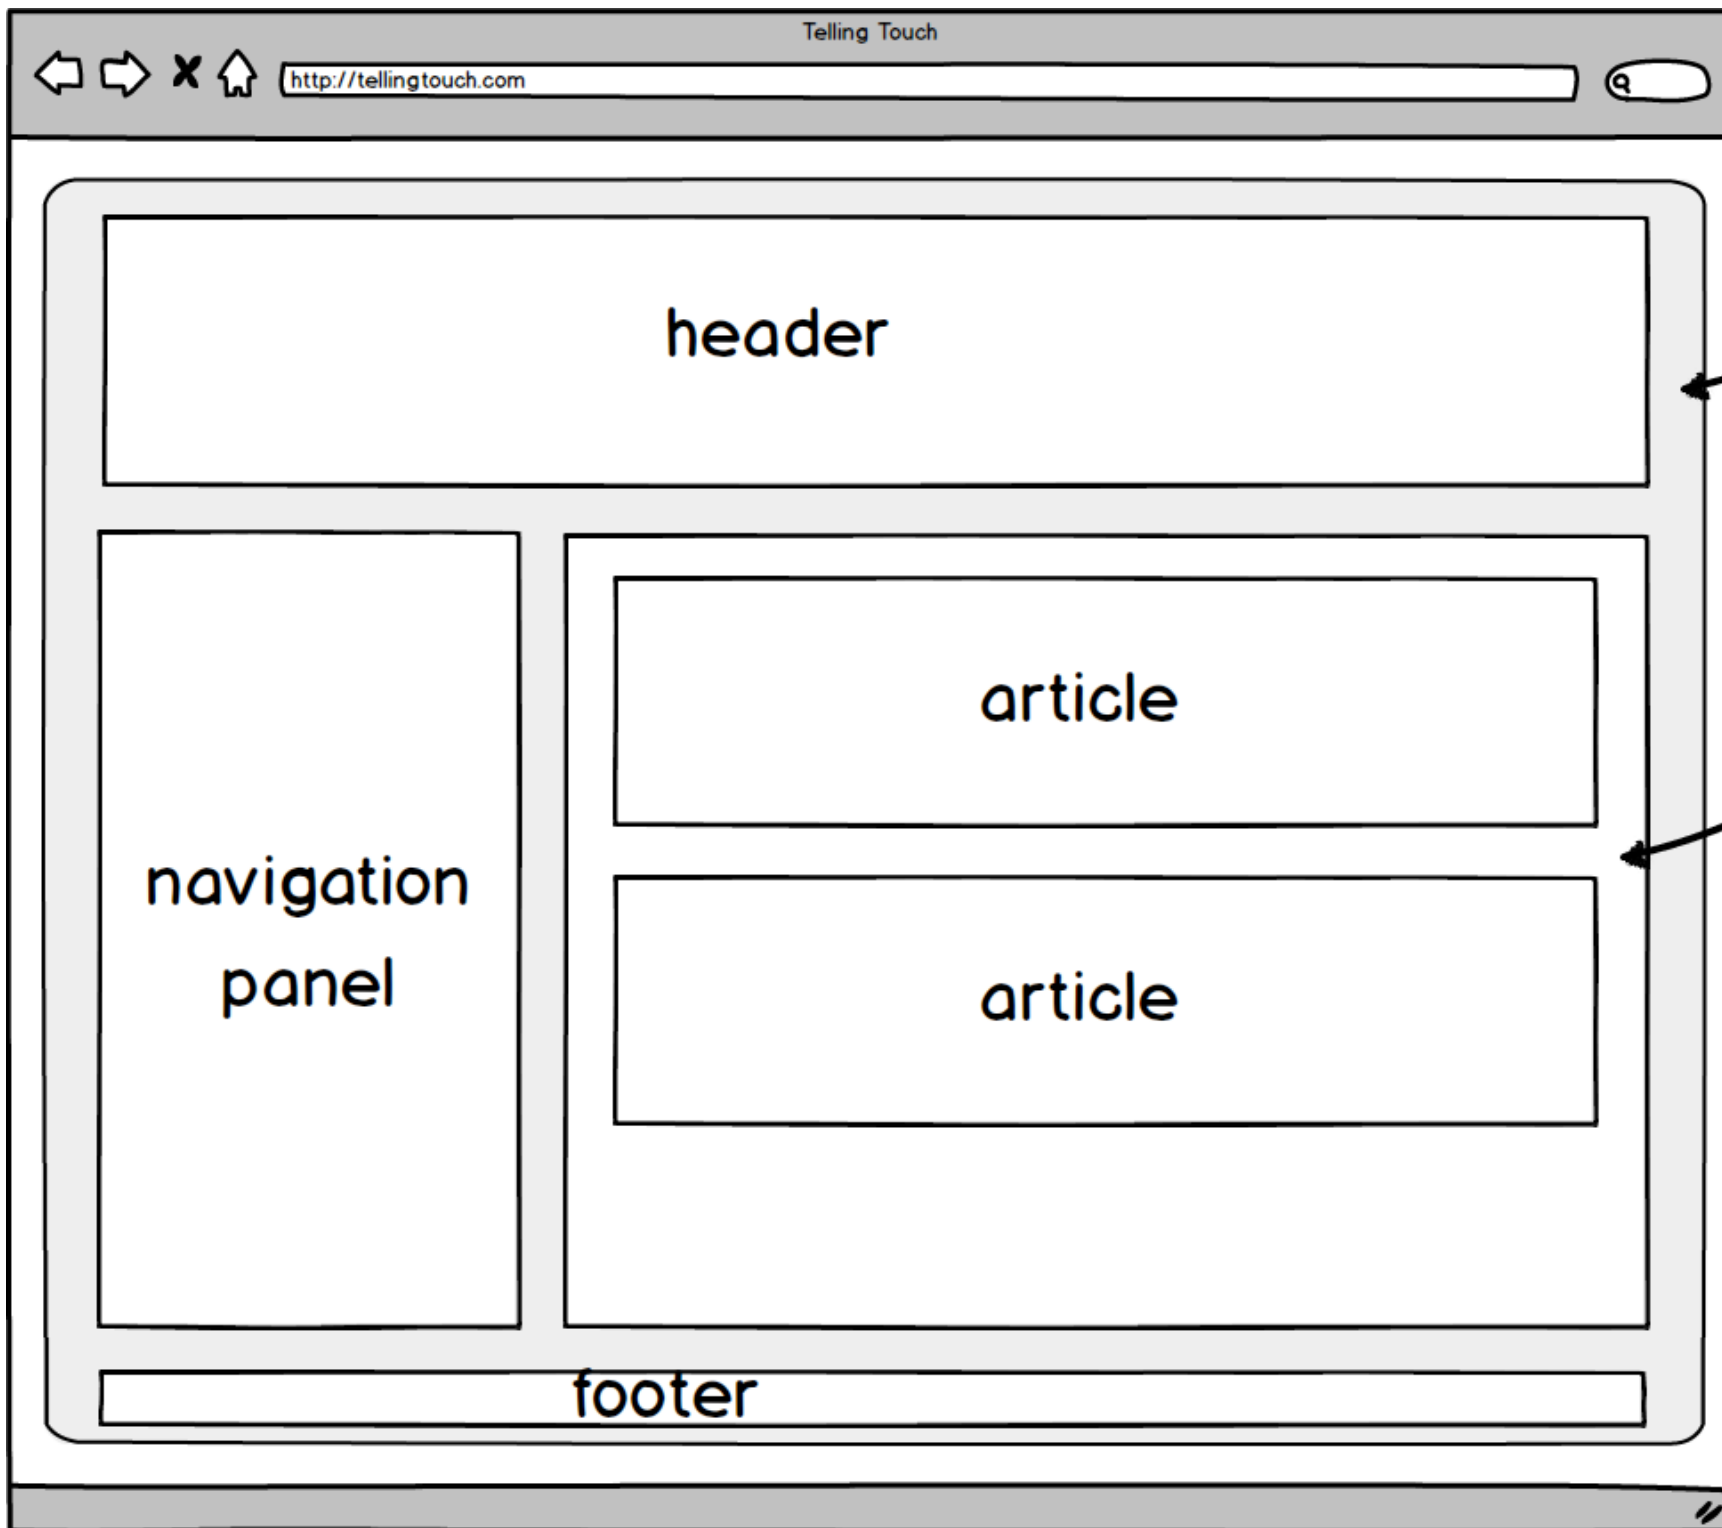 Telling Touch
http://tellingtouch.com
header
article
navigation
panel
article
footer